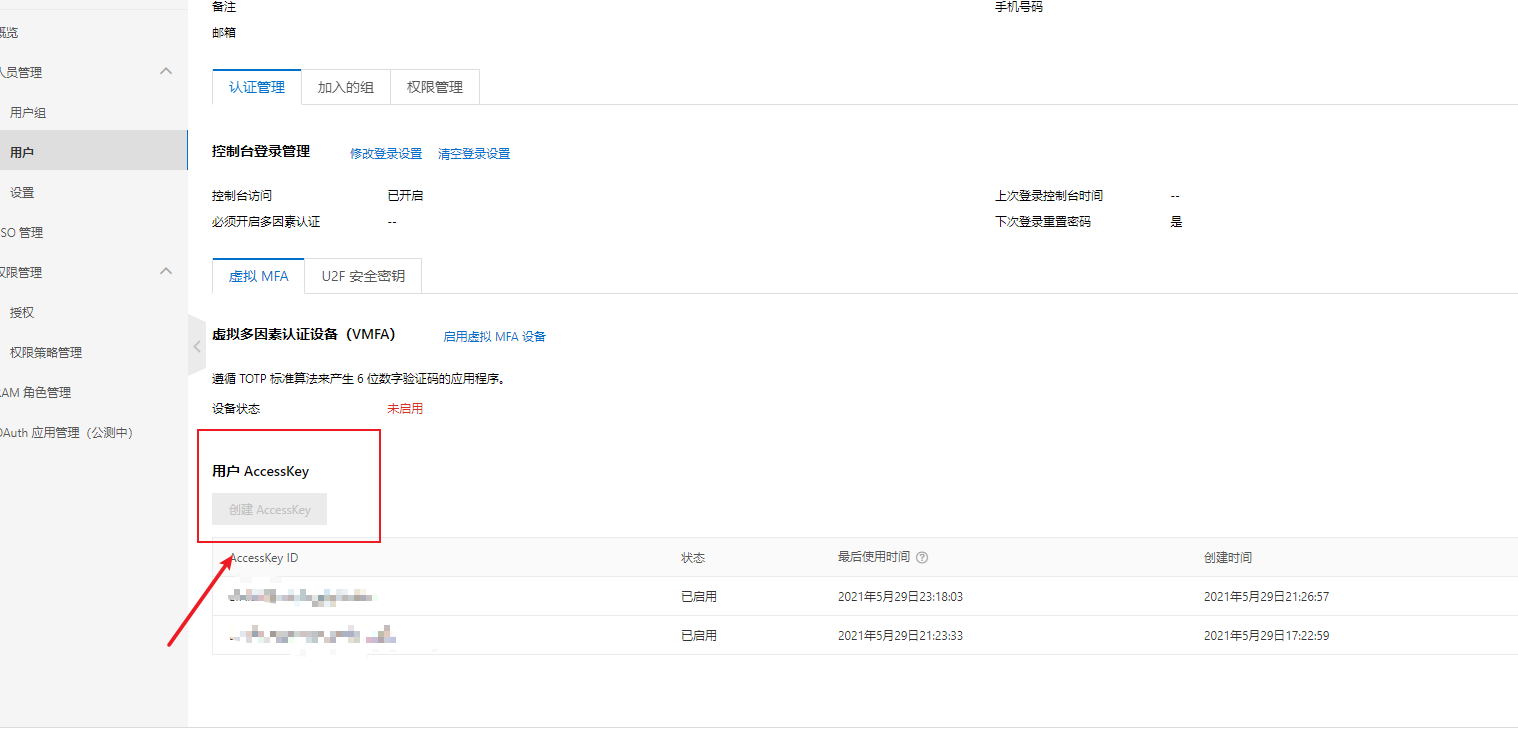 备注
手机号码
邮箱
概览
人员管理
用户组
用户
设置
SO 管理
权限管理
授权
权限策略管理
RAM 角色管理
OAuth 应用管理（公测中）
认证管理 加入的组 权限管理
控制台登录管理 修改登录设置 清空登录设置
控制台访问 已开启 上次登录控制台时间 --
必须开启多因素认证 -- 下次登录重置密码 是
虚拟 MFA U2F 安全密钥
虚拟多因素认证设备（VMFA） 启用虚拟 MFA 设备
遵循 TOTP 标准算法来产生 6 位数字验证码的应用程序。
设备状态 未启用
用户 AccessKey
创建 AccessKey
AccessKey ID 状态 最后使用时间 创建时间
已启用 2021年5月29日23:18:03 2021年5月29日21:26:57
已启用 2021年5月29日21:23:33 2021年5月29日17:22:59